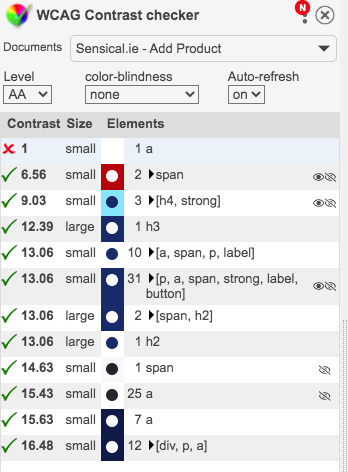 WCAG Contrast checker
N
Documents Sensical.ie - Add Product
Level color-blindness Auto-refresh
AA none on
Contrast Size Elements
1 small 1 a
6.56 small 2 span
9.03 small 3 [h4, strong]
12.39 large 1 h3
13.06 small 10 [a, span, p, label]
13.06 small 31 [p, a, span, strong, label,
button]
13.06 large 2 [span, h2]
13.06 large 1 h2
14.63 small 1 span
15.43 small 25 a
15.63 small 7 a
16.48 small 12 [div, p, a]